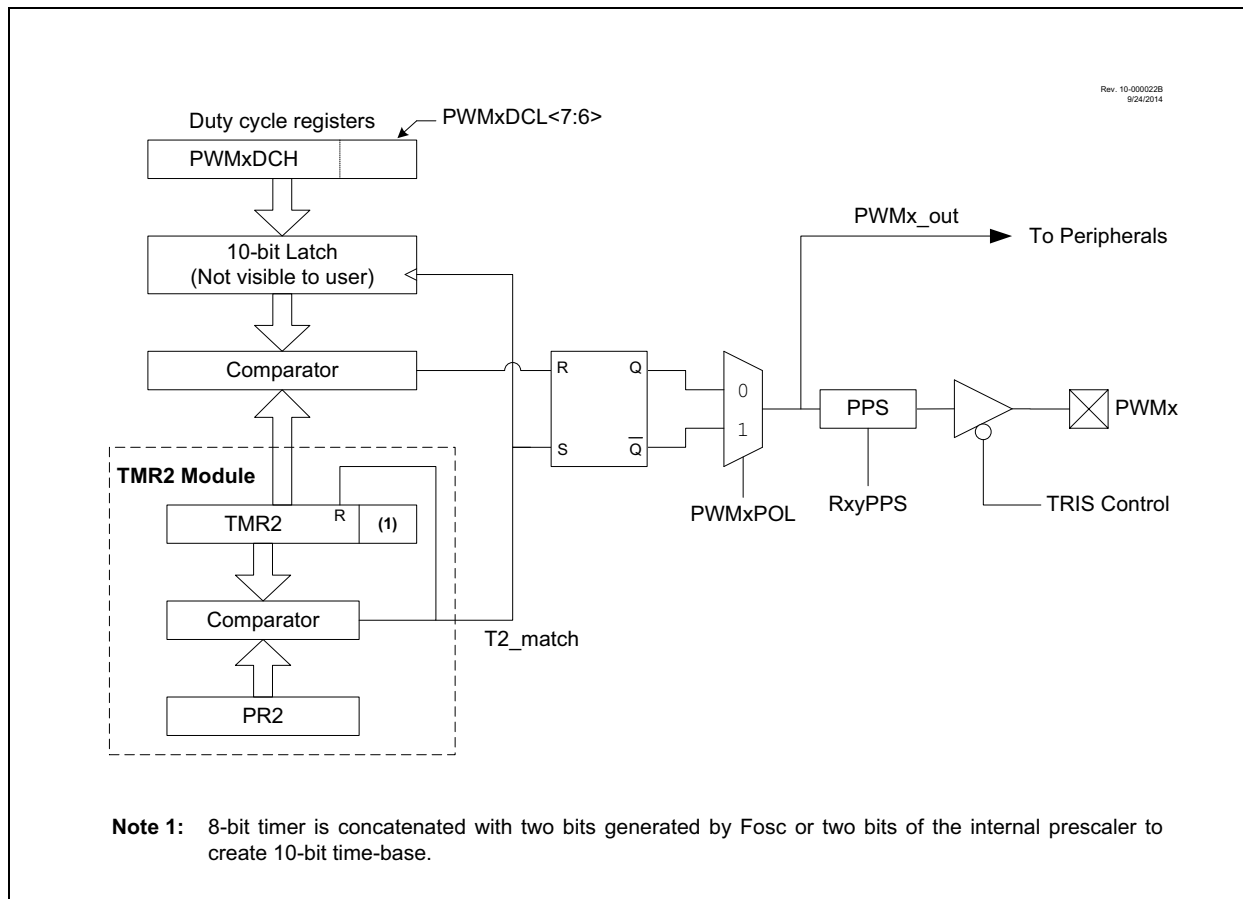 Rev. 10-000022B
9/24/2014
Duty cycle registers
PWMxDCL<7:6>
PWMxDCH
10-bit Latch
(Not visible to user)
Comparator
PWMx_out
To Peripherals
R
Q
S
Q̅
0
1
PWMxPOL
PPS
RxyPPS
PWMx
TRIS Control
TMR2 Module
R
TMR2
(1)
Comparator
T2_match
PR2
Note 1: 8-bit timer is concatenated with two bits generated by Fosc or two bits of the internal prescaler to
create 10-bit time-base.